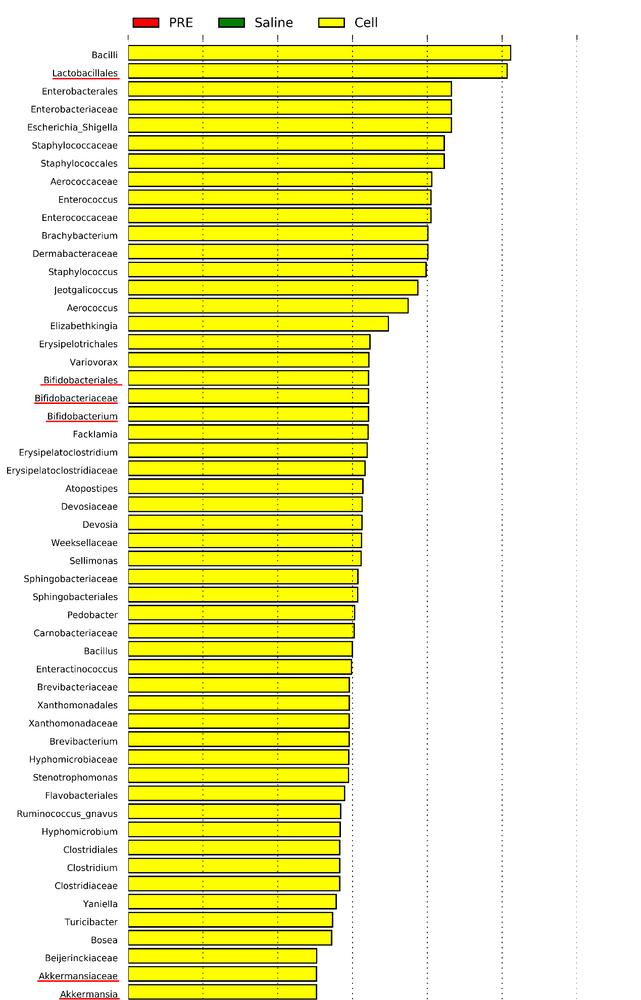 PRE Saline Cell
Bacilli
Lactobacillales
Enterobacterales
Enterobacteriaceae
Escherichia_Shigella
Staphylococcaceae
Staphylococcales
Aerococcaceae
Enterococcus
Enterococcaceae
Brachybacterium
Dermabacteraceae
Staphylococcus
Jeotgalicoccus
Aerococcus
Elizabethkingia
Erysipelotrichales
Variovorax
Bifidobacteriales
Bifidobacteriaceae
Bifidobacterium
Facklamia
Erysipelatoclostridium
Erysipelatoclostridiaceae
Atopostipes
Devosiaceae
Devosia
Weeksellaceae
Sellimonas
Sphingobacteriaceae
Sphingobacteriales
Pedobacter
Carnobacteriaceae
Bacillus
Enteractinococcus
Brevibacteriaceae
Xanthomonadales
Xanthomonadaceae
Brevibacterium
Hyphomicrobiaceae
Stenotrophomonas
Flavobacteriales
Ruminococcus_gnavus
Hyphomicrobium
Clostridiales
Clostridium
Clostridiaceae
Yaniella
Turicibacter
Bosea
Beijerinckiaceae
Akkermansiaceae
Akkermansia